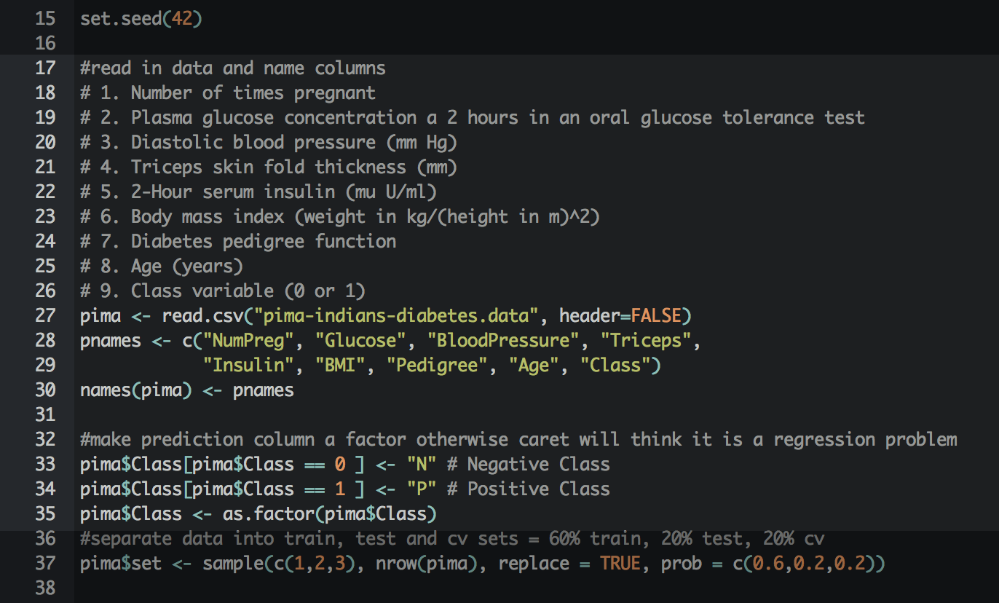 15 set.seed(42)
16
17 #read in data and name columns
18 # 1. Number of times pregnant
19 # 2. Plasma glucose concentration a 2 hours in an oral glucose tolerance test
20 # 3. Diastolic blood pressure (mm Hg)
21 # 4. Triceps skin fold thickness (mm)
22 # 5. 2-Hour serum insulin (mu U/ml)
23 # 6. Body mass index (weight in kg/(height in m)^2)
24 # 7. Diabetes pedigree function
25 # 8. Age (years)
26 # 9. Class variable (0 or 1)
27 pima <- read.csv("pima-indians-diabetes.data", header=FALSE)
28 pnames <- c("NumPreg", "Glucose", "BloodPressure", "Triceps",
29             "Insulin", "BMI", "Pedigree", "Age", "Class")
30 names(pima) <- pnames
31
32 #make prediction column a factor otherwise caret will think it is a regression problem
33 pima$Class[pima$Class == 0 ] <- "N" # Negative Class
34 pima$Class[pima$Class == 1 ] <- "P" # Positive Class
35 pima$Class <- as.factor(pima$Class)
36 #separate data into train, test and cv sets = 60% train, 20% test, 20% cv
37 pima$set <- sample(c(1,2,3), nrow(pima), replace = TRUE, prob = c(0.6,0.2,0.2))
38